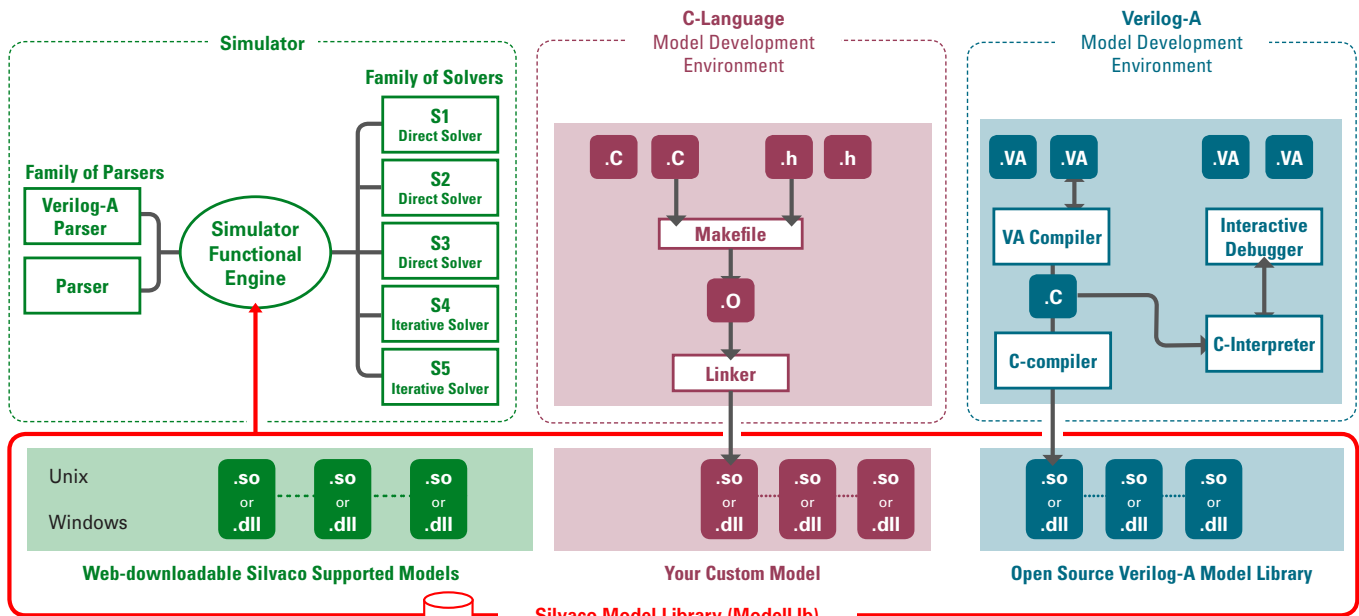 Simulator
Family of Solvers
S1
Direct Solver
S2
Direct Solver
S3
Direct Solver
S4
Iterative Solver
S5
Iterative Solver
Family of Parsers
Verilog-A
Parser
Parser
Simulator
Functional
Engine
C-Language
Model Development
Environment
.C
.C
.h
.h
Makefile
.O
Linker
Verilog-A
Model Development
Environment
.VA
.VA
.VA
.VA
VA Compiler
Interactive
Debugger
.C
C-compiler
C-Interpreter
Unix
Windows
.so
or
.dll
.so
or
.dll
.so
or
.dll
Web-downloadable Silvaco Supported Models
.so
or
.dll
.so
or
.dll
.so
or
.dll
Your Custom Model
.so
or
.dll
.so
or
.dll
.so
or
.dll
Open Source Verilog-A Model Library
Silvaco Model Library (ModelLib)